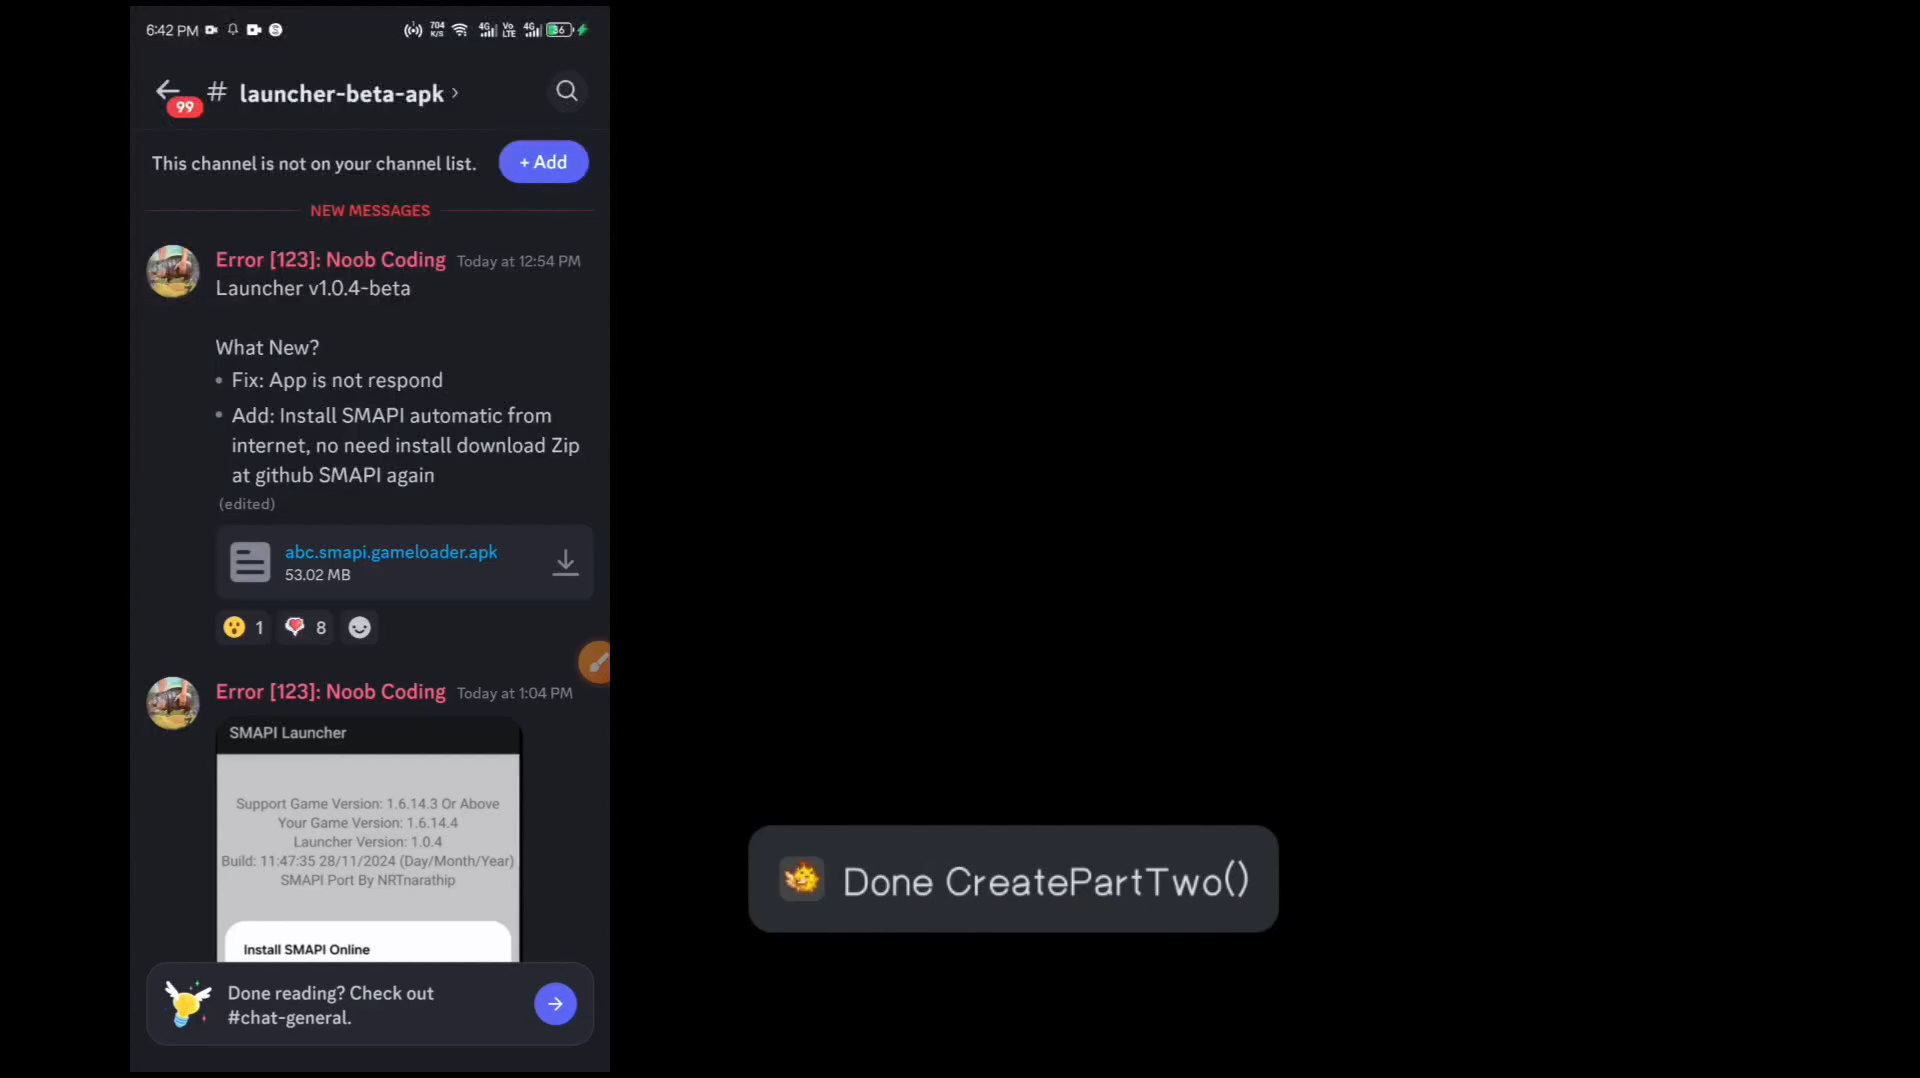 6:42 PM 704 K/S 4G Vo LTE 4G 36
99 # launcher-beta-apk >
This channel is not on your channel list. + Add
NEW MESSAGES
Error [123]: Noob Coding Today at 12:54 PM
Launcher v1.0.4-beta
What New?
• Fix: App is not respond
• Add: Install SMAPI automatic from
internet, no need install download Zip
at github SMAPI again
(edited)
abc.smapi.gameloader.apk
53.02 MB
1 8
Error [123]: Noob Coding Today at 1:04 PM
SMAPI Launcher
Support Game Version: 1.6.14.3 Or Above
Your Game Version: 1.6.14.4
Launcher Version: 1.0.4
Build: 11:47:35 28/11/2024 (Day/Month/Year)
SMAPI Port By NRTnarathip
Install SMAPI Online
Done reading? Check out
#chat-general.
Done CreatePartTwo()